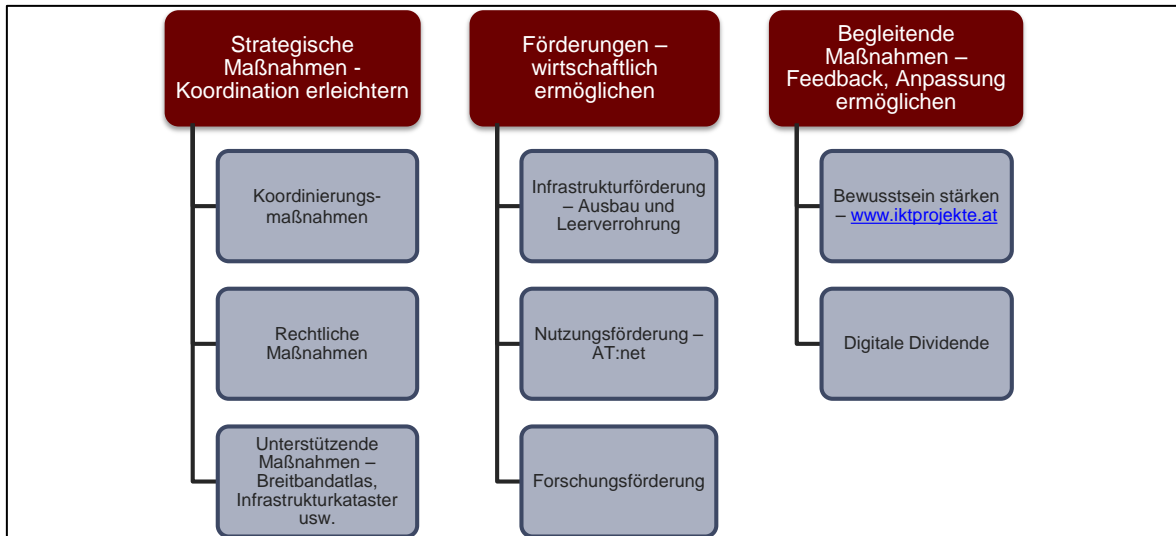 Strategische
Maßnahmen -
Koordination erleichtern
Koordinierungs-
maßnahmen
Rechtliche
Maßnahmen
Unterstützende
Maßnahmen –
Breitbandatlas,
Infrastrukturkataster
usw.
Förderungen –
wirtschaftlich
ermöglichen
Infrastrukturförderung
– Ausbau und
Leerverrohrung
Nutzungsförderung –
AT:net
Forschungsförderung
Begleitende
Maßnahmen –
Feedback, Anpassung
ermöglichen
Bewusstsein stärken
– www.iktprojekte.at
Digitale Dividende